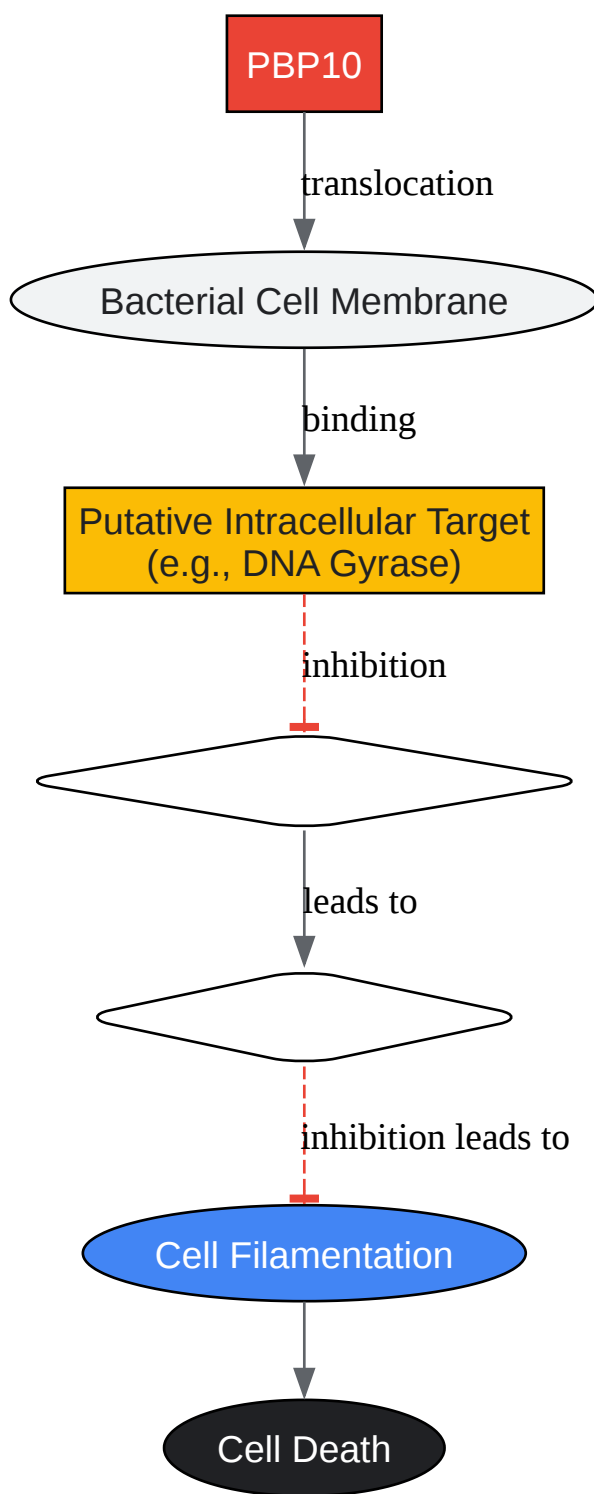 PBP10
translocation
Bacterial Cell Membrane
binding
Putative Intracellular Target
(e.g., DNA Gyrase)
inhibition
leads to
inhibition leads to
Cell Filamentation
Cell Death